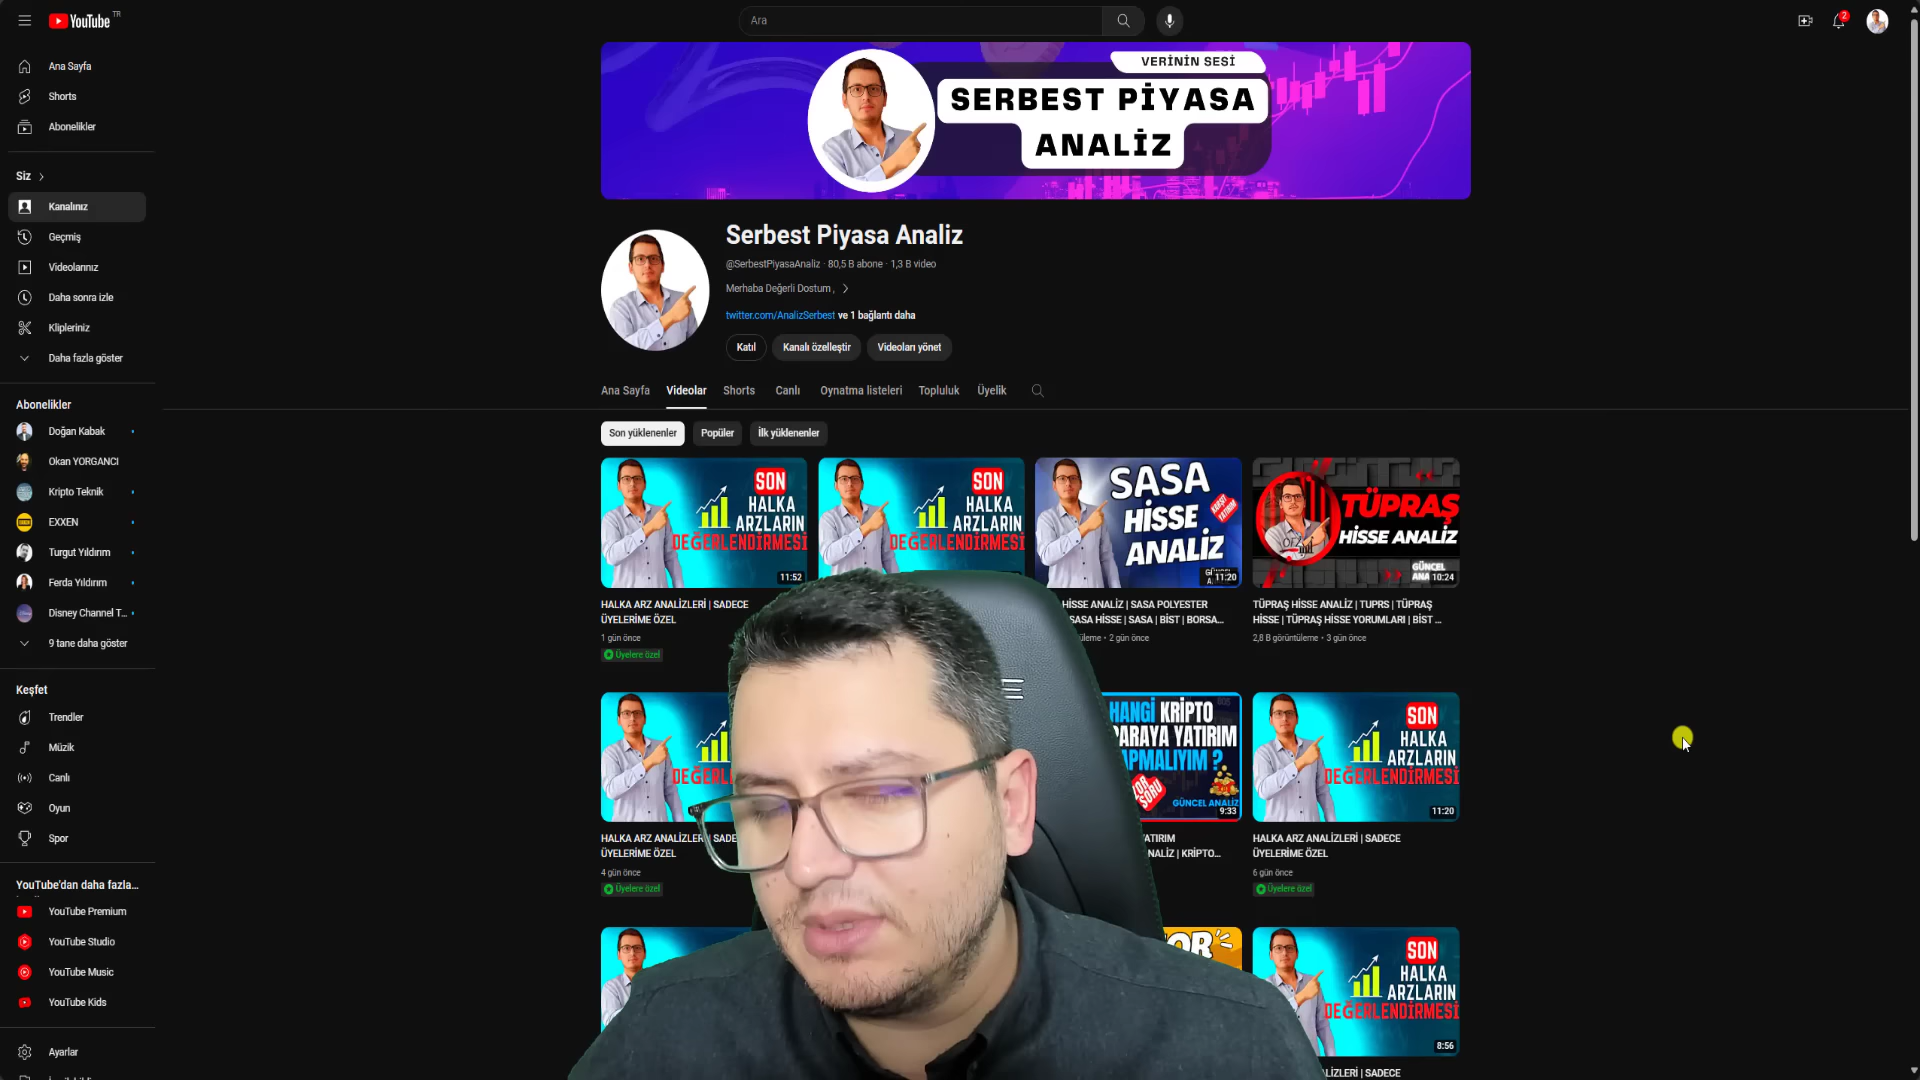 YouTube TR
Ara
2
Ana Sayfa
Shorts
Abonelikler
Siz
Kanalınız
Geçmiş
Videolarınız
Daha sonra izle
Klipleriniz
Daha fazla göster
Abonelikler
Doğan Kabak
Okan YORGANCI
Kripto Teknik
EXXEN
Turgut Yıldırım
Ferda Yıldırım
Disney Channel T...
9 tane daha göster
Keşfet
Trendler
Müzik
Canlı
Oyun
Spor
YouTube'dan daha fazla...
YouTube Premium
YouTube Studio
YouTube Music
YouTube Kids
Ayarlar
VERİNİN SESİ
SERBEST PİYASA
ANALİZ
Serbest Piyasa Analiz
@SerbestPiyasaAnaliz · 80,5 B abone · 1,3 B video
Merhaba Değerli Dostum ,
twitter.com/AnalizSerbest ve 1 bağlantı daha
Katıl
Kanalı özelleştir
Videoları yönet
Ana Sayfa
Videolar
Shorts
Canlı
Oynatma listeleri
Topluluk
Üyelik
Son yüklenenler
Popüler
İlk yüklenenler
SON
HALKA
ARZLARIN
DEĞERLENDİRMESİ
11:52
HALKA ARZ ANALİZLERİ | SADECE
ÜYELERİME ÖZEL
1 gün önce
Üyelere özel
SON
HALKA
ARZLARIN
DEĞERLENDİRMESİ
SASA
HİSSE
ANALİZ
11:20
HİSSE ANALİZ | SASA POLYESTER
SASA HİSSE | SASA | BİST | BORSA...
2 gün önce
TÜPRAŞ
HİSSE ANALİZ
GÜNCEL
10:24
TÜPRAŞ HİSSE ANALİZ | TUPRS | TÜPRAŞ
HİSSE | TÜPRAŞ HİSSE YORUMLARI | BİST ...
2,8 B görüntüleme · 3 gün önce
HALKA ARZ ANALİZLERİ
ÜYELERİME ÖZEL
4 gün önce
Üyelere özel
HANGİ KRİPTO
PARAYA YATIRIM
YAPMALIYIM ?
GÜNCEL ANALİZ
9:33
KRİPTO...
SON
HALKA
ARZLARIN
DEĞERLENDİRMESİ
11:20
HALKA ARZ ANALİZLERİ | SADECE
ÜYELERİME ÖZEL
6 gün önce
Üyelere özel
SON
HALKA
ARZLARIN
DEĞERLENDİRMESİ
8:56
SADECE